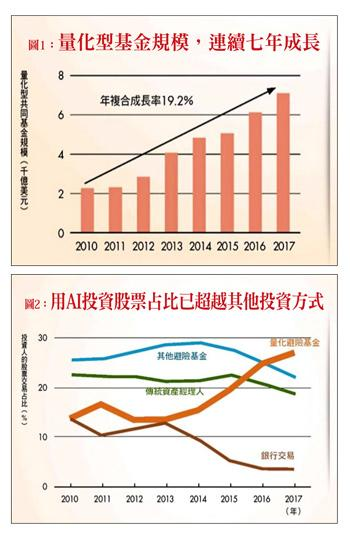 圖1：量化型基金規模，連續七年成長
量化型共同基金規模（千億美元）
8
6
4
2
0
年複合成長率19.2%
2010 2011 2012 2013 2014 2015 2016 2017
圖2：用AI投資股票占比已超越其他投資方式
投資人的股票交易占比（%）
30
20
10
0
量化避險基金
其他避險基金
傳統資產經理人
銀行交易
2010 2011 2012 2013 2014 2015 2016 2017
（年）